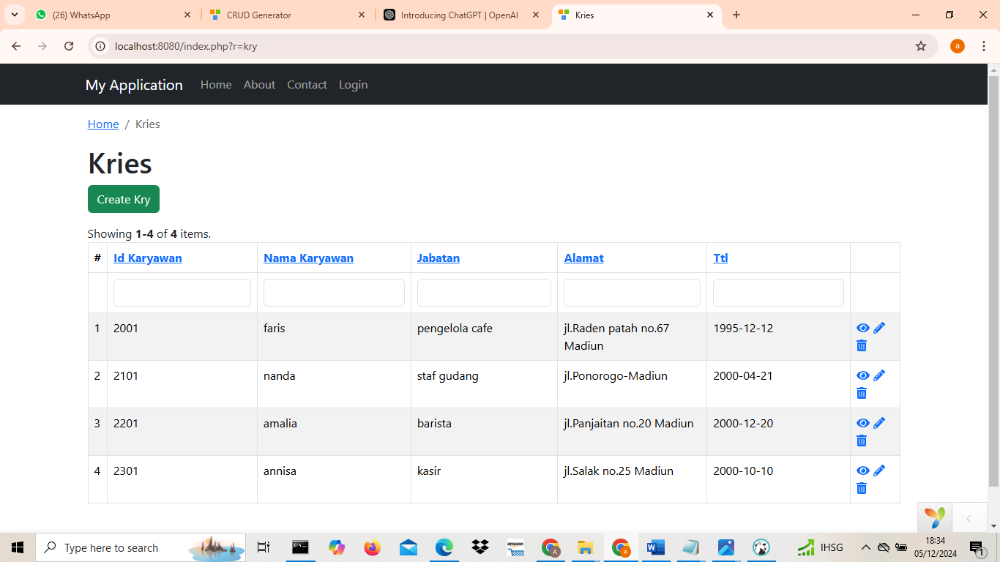 (26) WhatsApp
CRUD Generator
Introducing ChatGPT | OpenAI
Kries
localhost:8080/index.php?r=kry
a
My Application Home About Contact Login
Home / Kries
Kries
Create Kry
Showing 1-4 of 4 items.
# Id Karyawan Nama Karyawan Jabatan Alamat Ttl
1 2001 faris pengelola cafe jl.Raden patah no.67 1995-12-12
Madiun
2 2101 nanda staf gudang jl.Ponorogo-Madiun 2000-04-21
3 2201 amalia barista jl.Panjaitan no.20 Madiun 2000-12-20
4 2301 annisa kasir jl.Salak no.25 Madiun 2000-10-10
Type here to search
amazon
A
a
W
IHSG
18:34
05/12/2024
1